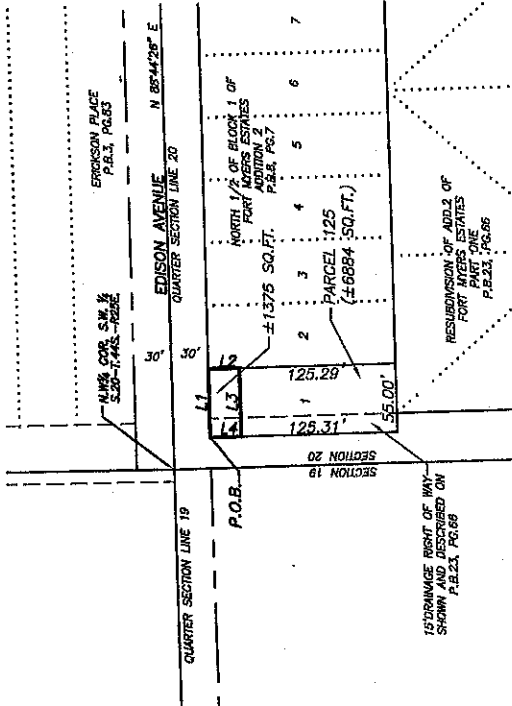 ERICKSON PLACE
P.B.3, PG.83
N.W¼ COR. S.W. ¼
S.20-T.44S.-R25E.
EDISON AVENUE
N 88°44'26" E
QUARTER SECTION LINE 19
QUARTER SECTION LINE 20
30'
30'
L1
L2
L3
L4
P.O.B.
NORTH 1/2 OF BLOCK 1 OF
FORT MYERS ESTATES
ADDITION 2
P.B.8, PG.7
±1375 SQ.FT.
PARCEL 125
(±6884 SQ.FT.)
125.29'
125.31'
55.00'
1
2
3
4
5
6
7
SECTION 19
SECTION 20
15'DRAINAGE RIGHT OF WAY
SHOWN AND DESCRIBED ON
P.B.23, PG.66
RESUBDIVISION OF ADD.2 OF
FORT MYERS ESTATES
PART ONE
P.B.23, PG.66